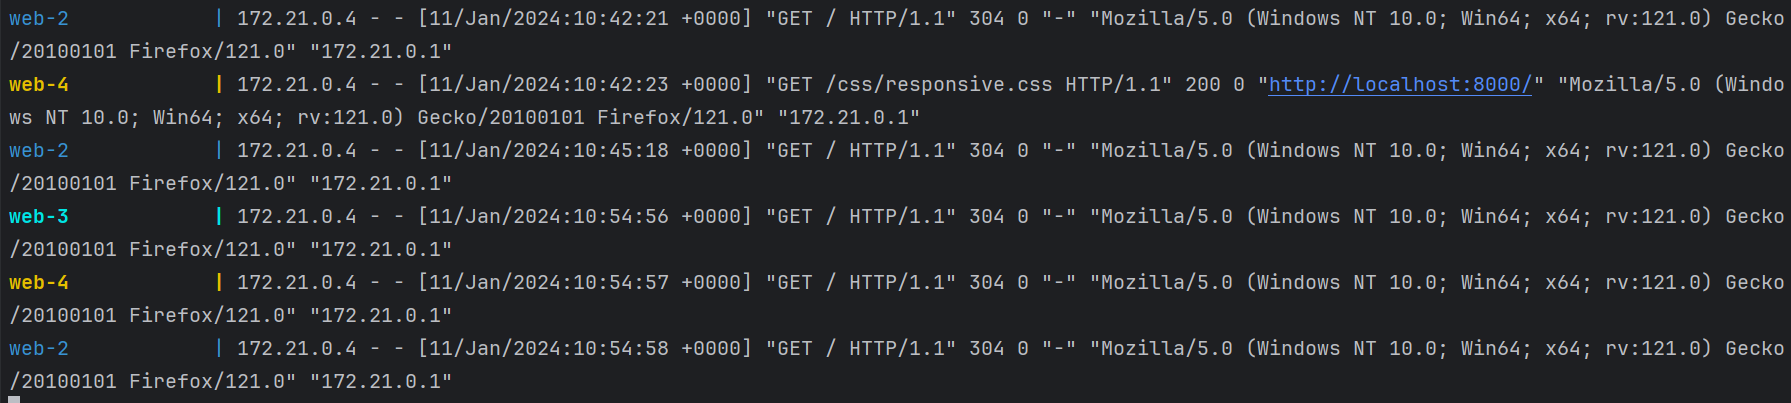 web-2            | 172.21.0.4 - - [11/Jan/2024:10:42:21 +0000] "GET / HTTP/1.1" 304 0 "-" "Mozilla/5.0 (Windows NT 10.0; Win64; x64; rv:121.0) Gecko
/20100101 Firefox/121.0" "172.21.0.1"
web-4            | 172.21.0.4 - - [11/Jan/2024:10:42:23 +0000] "GET /css/responsive.css HTTP/1.1" 200 0 "http://localhost:8000/" "Mozilla/5.0 (Windo
ws NT 10.0; Win64; x64; rv:121.0) Gecko/20100101 Firefox/121.0" "172.21.0.1"
web-2            | 172.21.0.4 - - [11/Jan/2024:10:45:18 +0000] "GET / HTTP/1.1" 304 0 "-" "Mozilla/5.0 (Windows NT 10.0; Win64; x64; rv:121.0) Gecko
/20100101 Firefox/121.0" "172.21.0.1"
web-3            | 172.21.0.4 - - [11/Jan/2024:10:54:56 +0000] "GET / HTTP/1.1" 304 0 "-" "Mozilla/5.0 (Windows NT 10.0; Win64; x64; rv:121.0) Gecko
/20100101 Firefox/121.0" "172.21.0.1"
web-4            | 172.21.0.4 - - [11/Jan/2024:10:54:57 +0000] "GET / HTTP/1.1" 304 0 "-" "Mozilla/5.0 (Windows NT 10.0; Win64; x64; rv:121.0) Gecko
/20100101 Firefox/121.0" "172.21.0.1"
web-2            | 172.21.0.4 - - [11/Jan/2024:10:54:58 +0000] "GET / HTTP/1.1" 304 0 "-" "Mozilla/5.0 (Windows NT 10.0; Win64; x64; rv:121.0) Gecko
/20100101 Firefox/121.0" "172.21.0.1"